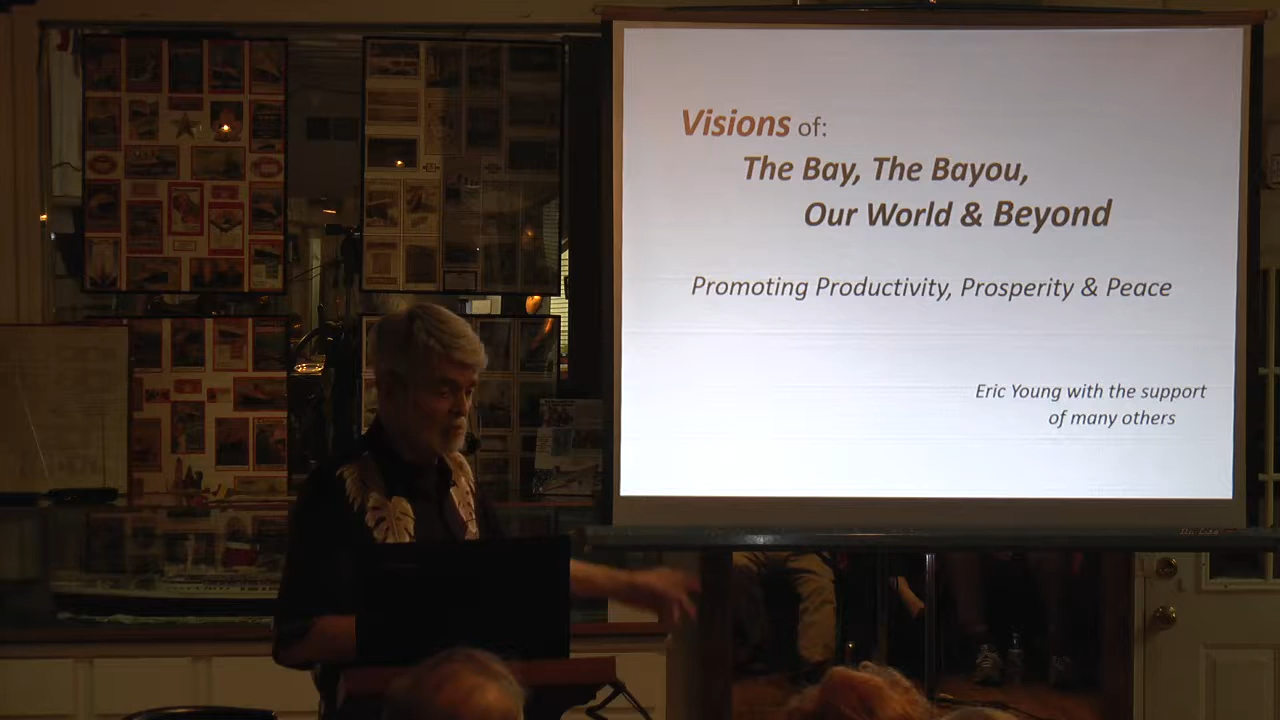 Visions of:
The Bay, The Bayou,
Our World & Beyond
Promoting Productivity, Prosperity & Peace
Eric Young with the support
of many others